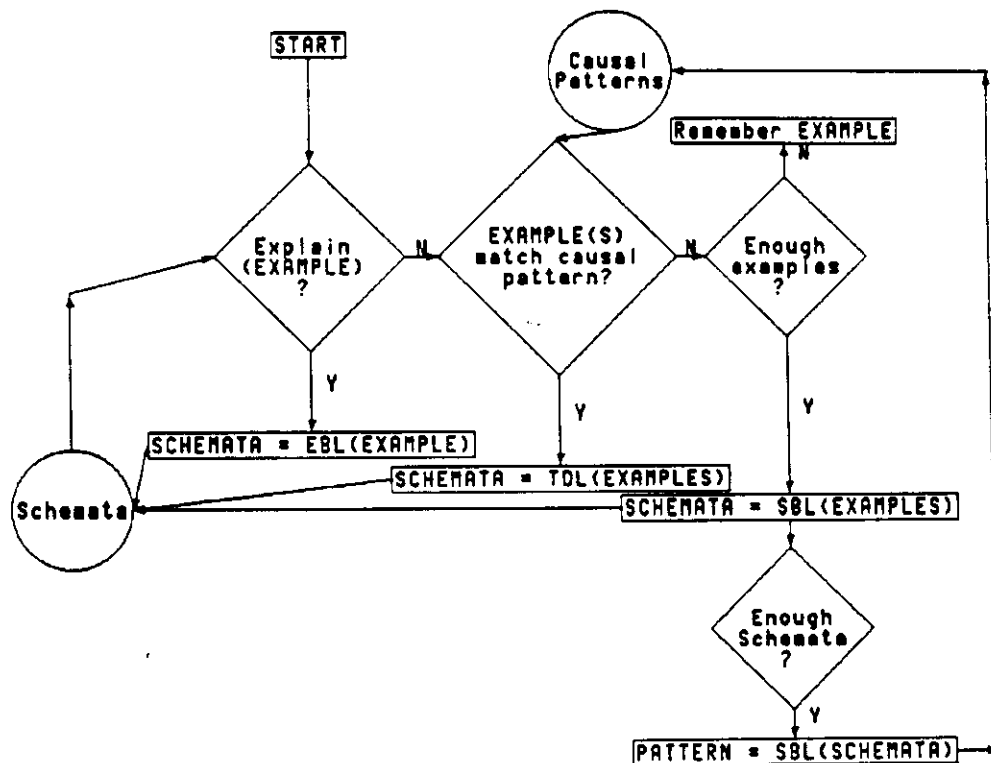 START
Causal
Patterns
Remember EXAMPLE
N
Explain
(EXAMPLE)
?
N
EXAMPLE(S)
match causal
pattern?
N
Enough
examples
?
Y
Y
Y
SCHEMATA = EBL(EXAMPLE)
SCHEMATA = TDL(EXAMPLES)
Schemata
SCHEMATA = SBL(EXAMPLES)
Enough
Schemata
?
Y
PATTERN = SBL(SCHEMATA)